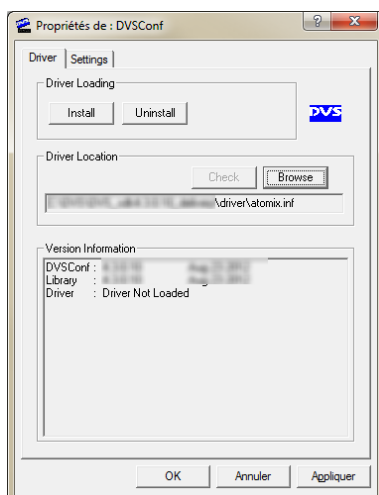 Propriétés de : DVSConf
Driver
Settings
Driver Loading
Install
Uninstall
DVS
Driver Location
Check
Browse
\driver\atomix.inf
Version Information
DVSConf :
Library :
Driver : Driver Not Loaded
OK
Annuler
Appliquer